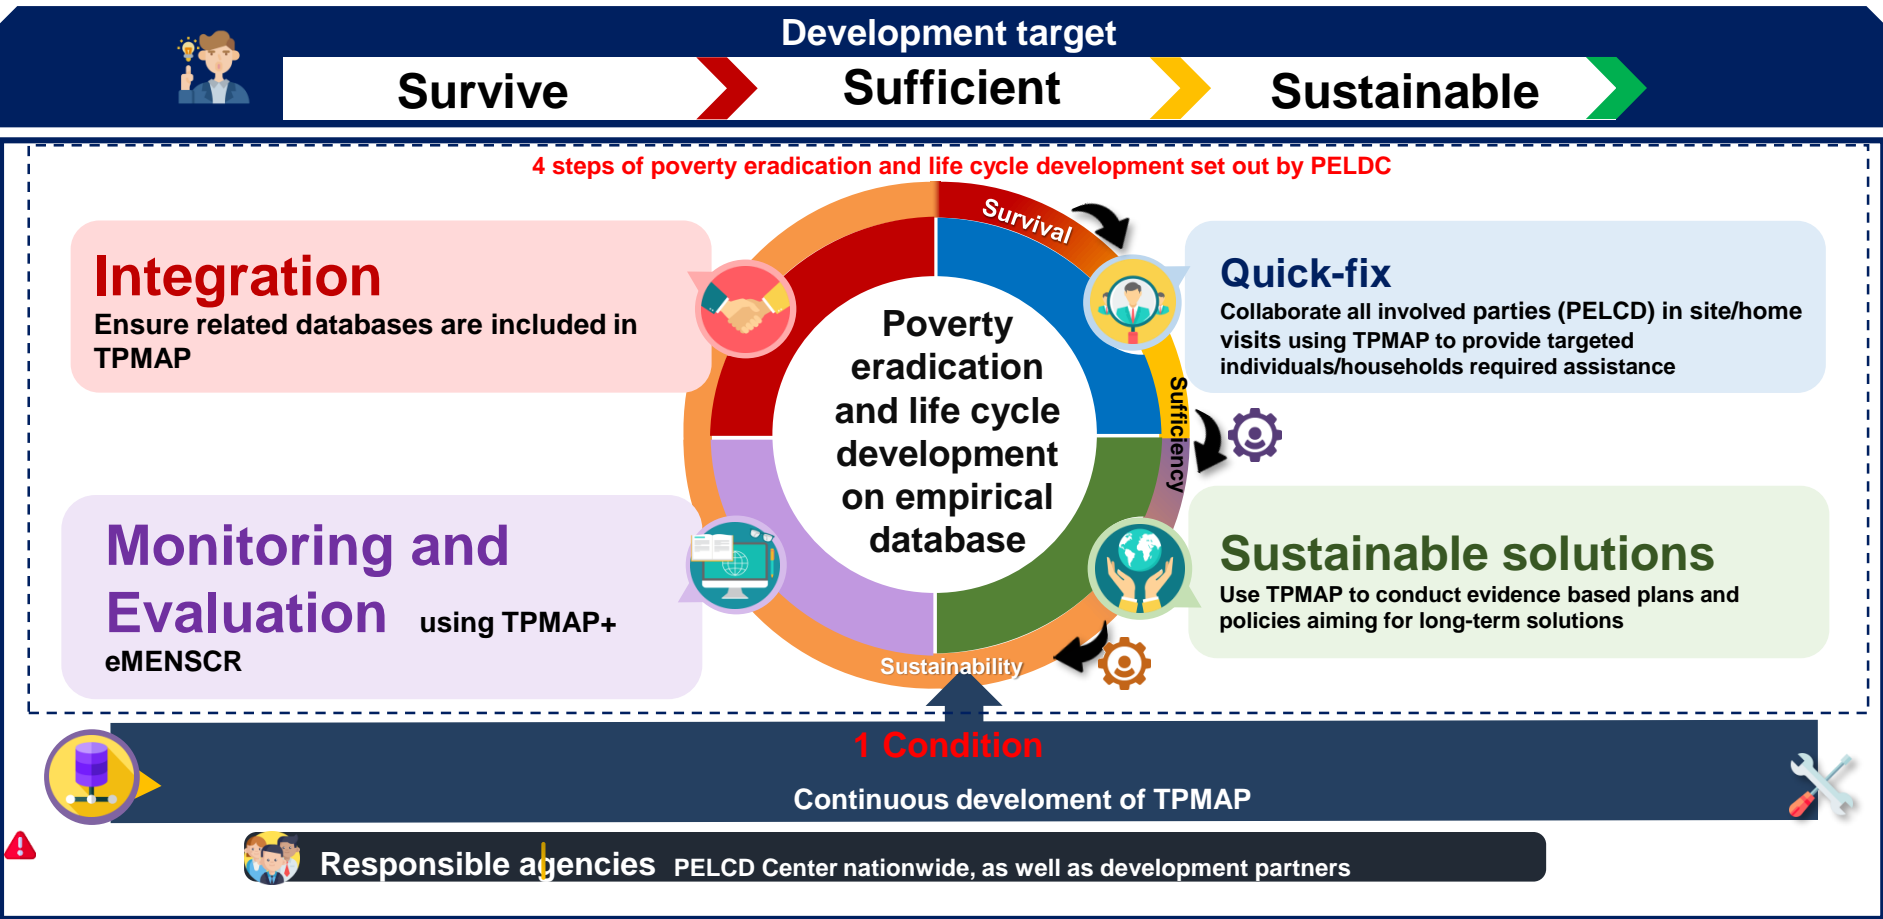 Development target
Survive
Sufficient
Sustainable
4 steps of poverty eradication and life cycle development set out by PELDC
Integration
Ensure related databases are included in
TPMAP
Survival
Quick-fix
Collaborate all involved parties (PELCD) in site/home
visits using TPMAP to provide targeted
individuals/households required assistance
Poverty
eradication
and life cycle
development
on empirical
database
Sufficiency
Monitoring and
Evaluation using TPMAP+
eMENSCR
Sustainable solutions
Use TPMAP to conduct evidence based plans and
policies aiming for long-term solutions
Sustainability
1 Condition
Continuous develoment of TPMAP
Responsible agencies PELCD Center nationwide, as well as development partners